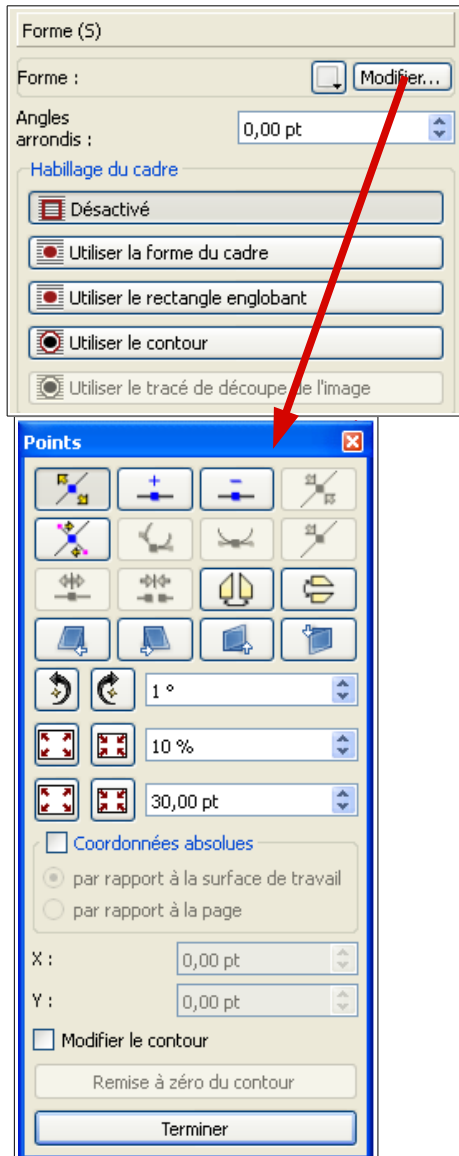 Forme (S)
Forme :
Modifier...
Angles
arrondis :
0,00 pt
Habillage du cadre
Désactivé
Utiliser la forme du cadre
Utiliser le rectangle englobant
Utiliser le contour
Utiliser le tracé de découpe de l'image
Points
1 °
10 %
30,00 pt
Coordonnées absolues
par rapport à la surface de travail
par rapport à la page
X :
0,00 pt
Y :
0,00 pt
Modifier le contour
Remise à zéro du contour
Terminer